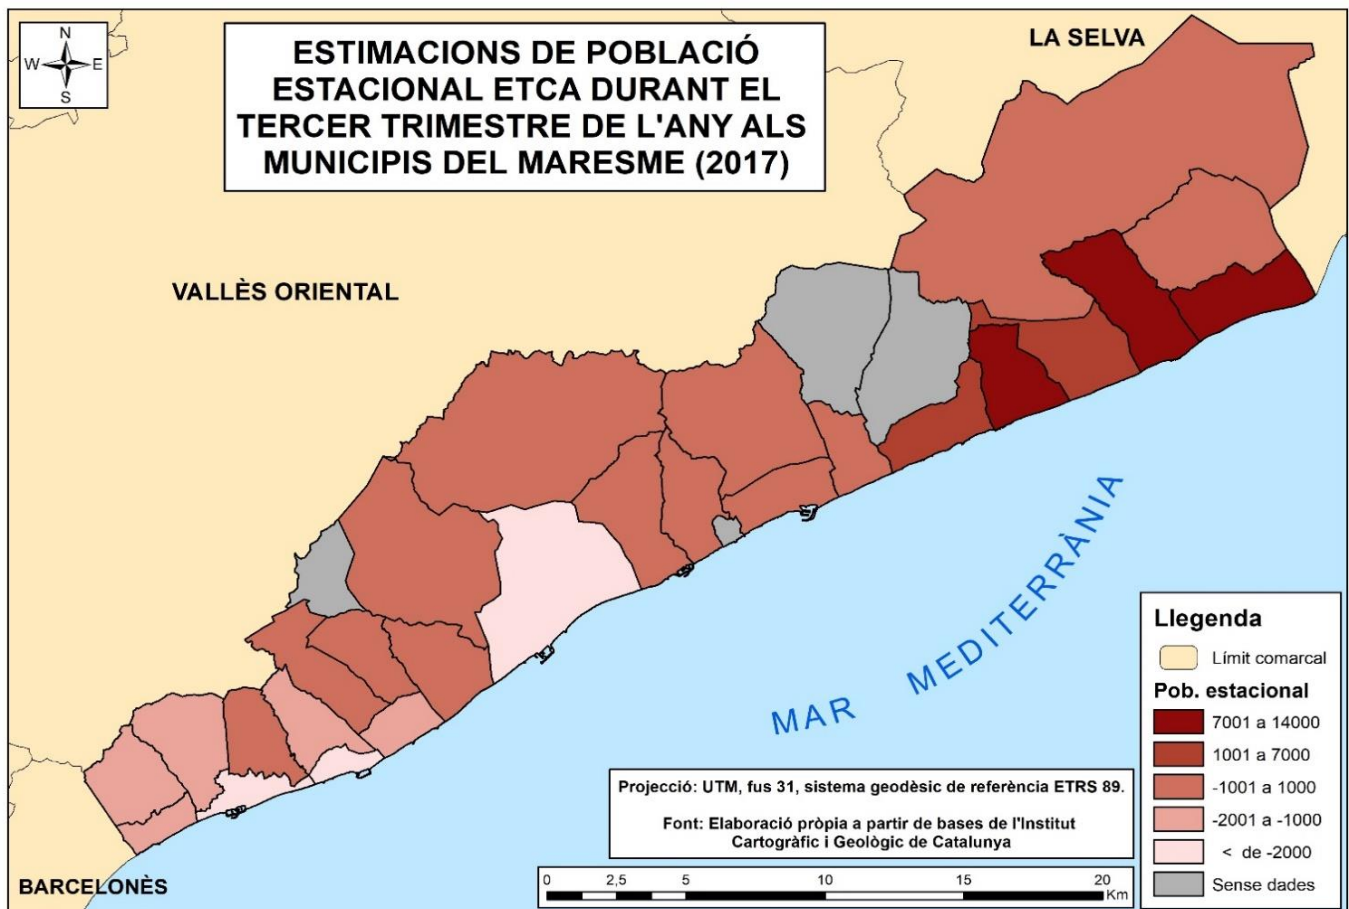 N
W E
S
ESTIMACIONS DE POBLACIÓ
ESTACIONAL ETCA DURANT EL
TERCER TRIMESTRE DE L'ANY ALS
MUNICIPIS DEL MARESME (2017)
LA SELVA
VALLÈS ORIENTAL
MAR MEDITERRÀNIA
BARCELONÈS
Llegenda
Límit comarcal
Pob. estacional
7001 a 14000
1001 a 7000
-1001 a 1000
-2001 a -1000
< de -2000
Sense dades
Projecció: UTM, fus 31, sistema geodèsic de referència ETRS 89.
Font: Elaboració pròpia a partir de bases de l'Institut
Cartogràfic i Geològic de Catalunya
0 2,5 5 10 15 20
Km